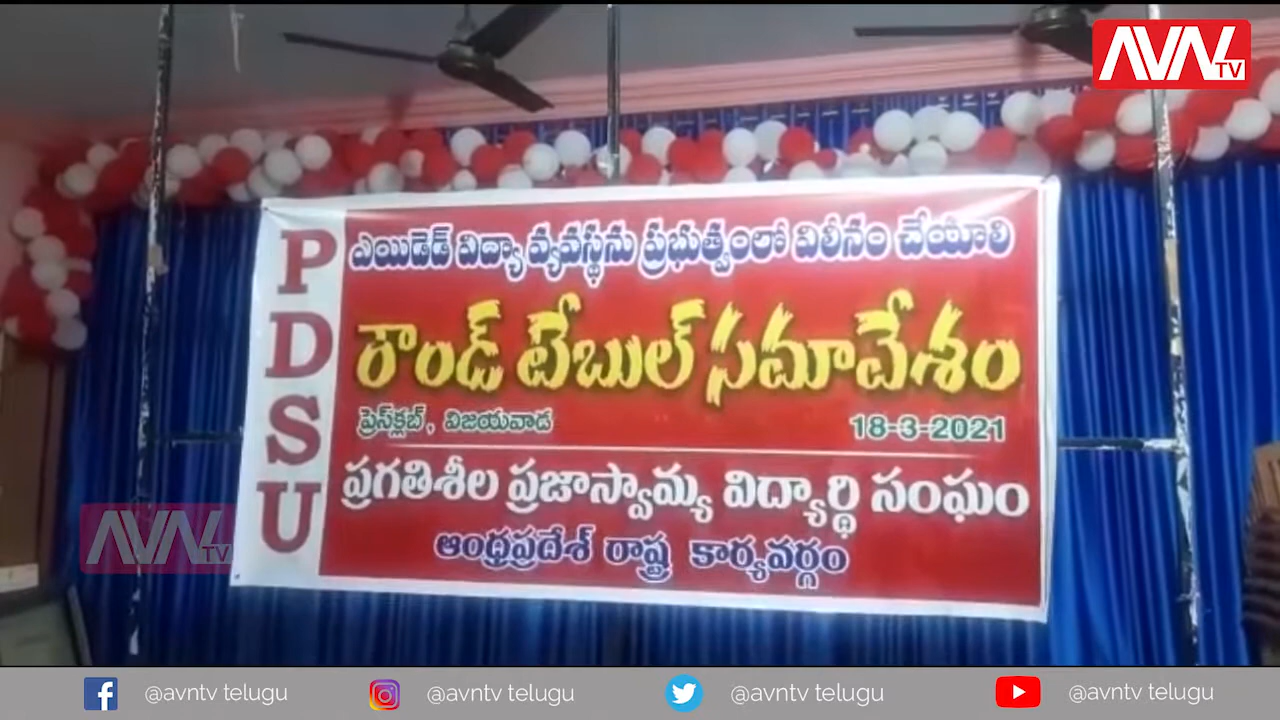 AVN TV
PDSU
ఎయిడెడ్ విద్యా వ్యవస్థను ప్రభుత్వంలో విలీనం చేయాలి
రౌండ్ టేబుల్ సమావేశం
ప్రెస్‌క్లబ్, విజయవాడ 18-3-2021
ప్రగతిశీల ప్రజాస్వామ్య విద్యార్థి సంఘం
ఆంధ్రప్రదేశ్ రాష్ట్ర కార్యవర్గం
AVN TV
@avntv telugu @avntv telugu @avntv telugu @avntv telugu